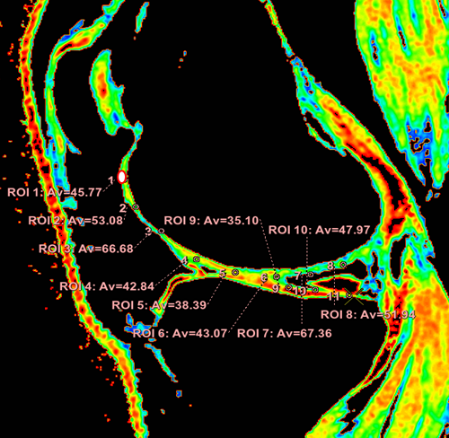 1
ROI 1: Av=45.77
2
ROI 2: Av=53.08
ROI 9: Av=35.10
3
ROI 10: Av=47.97
ROI 3: Av=66.68
4
5
6
7
8
ROI 4: Av=42.84
9
10
11
ROI 5: Av=38.39
ROI 8: Av=51.94
ROI 6: Av=43.07
ROI 7: Av=67.36